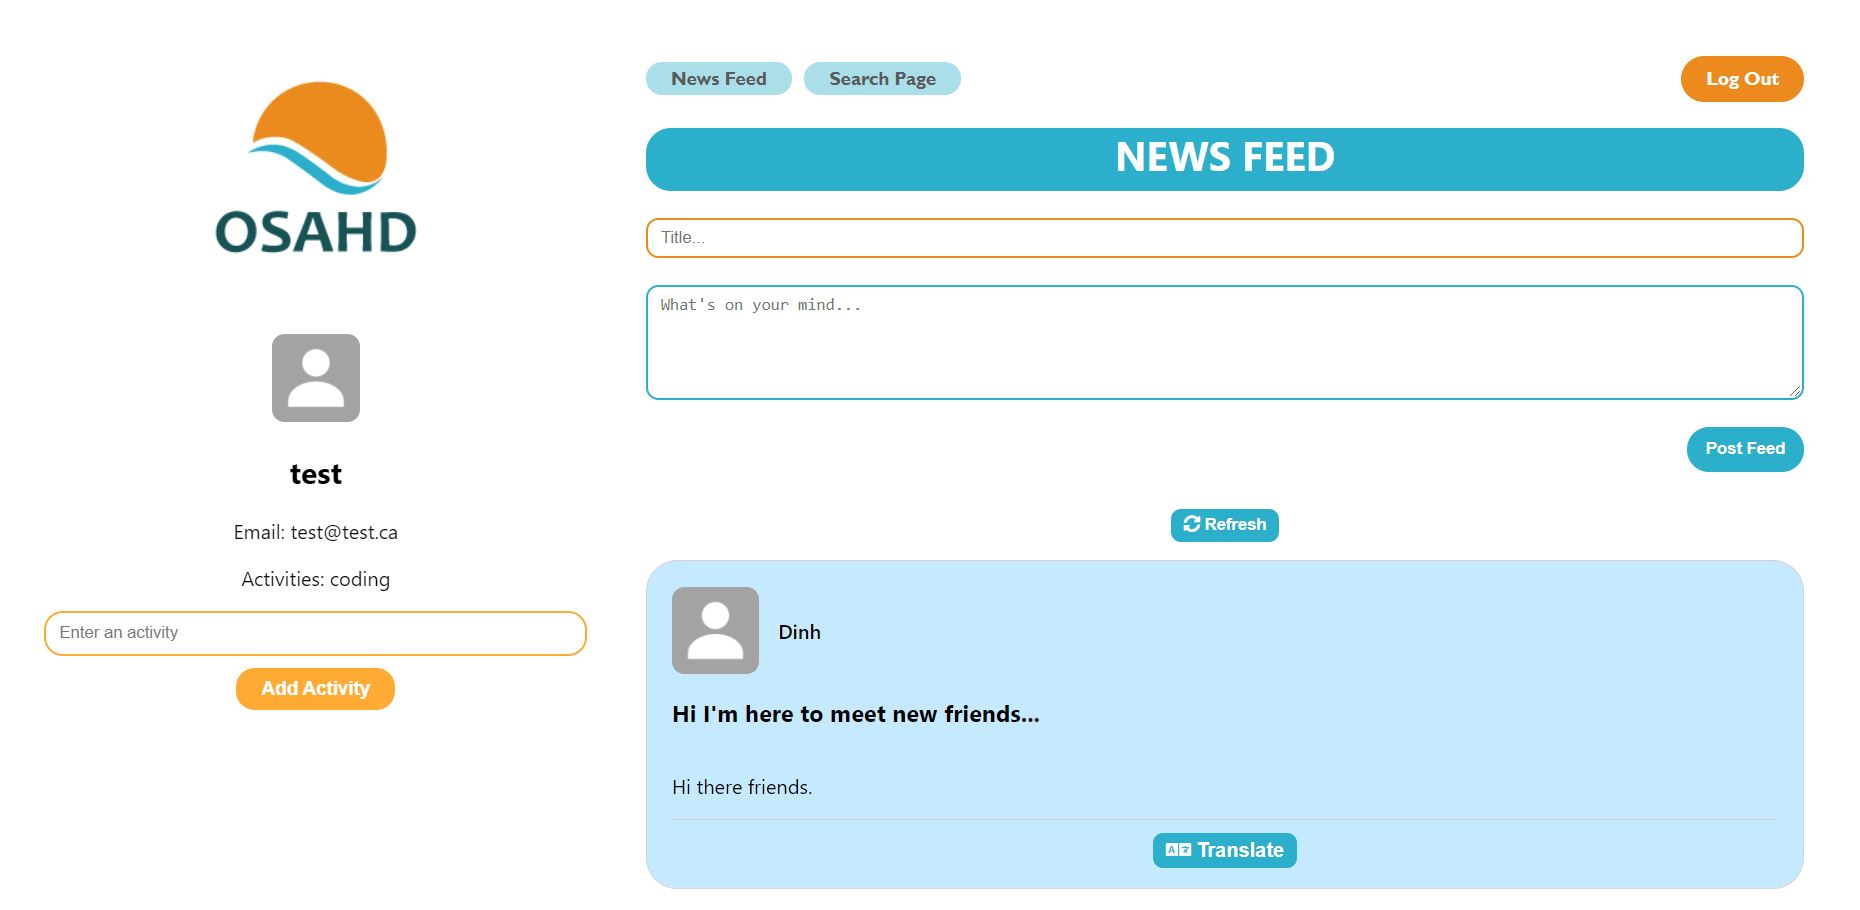 OSAHD
test
Email: test@test.ca
Activities: coding
Enter an activity
Add Activity
News Feed
Search Page
Log Out
NEWS FEED
Title...
What's on your mind...
Post Feed
Refresh
Dinh
Hi I'm here to meet new friends...
Hi there friends.
Translate